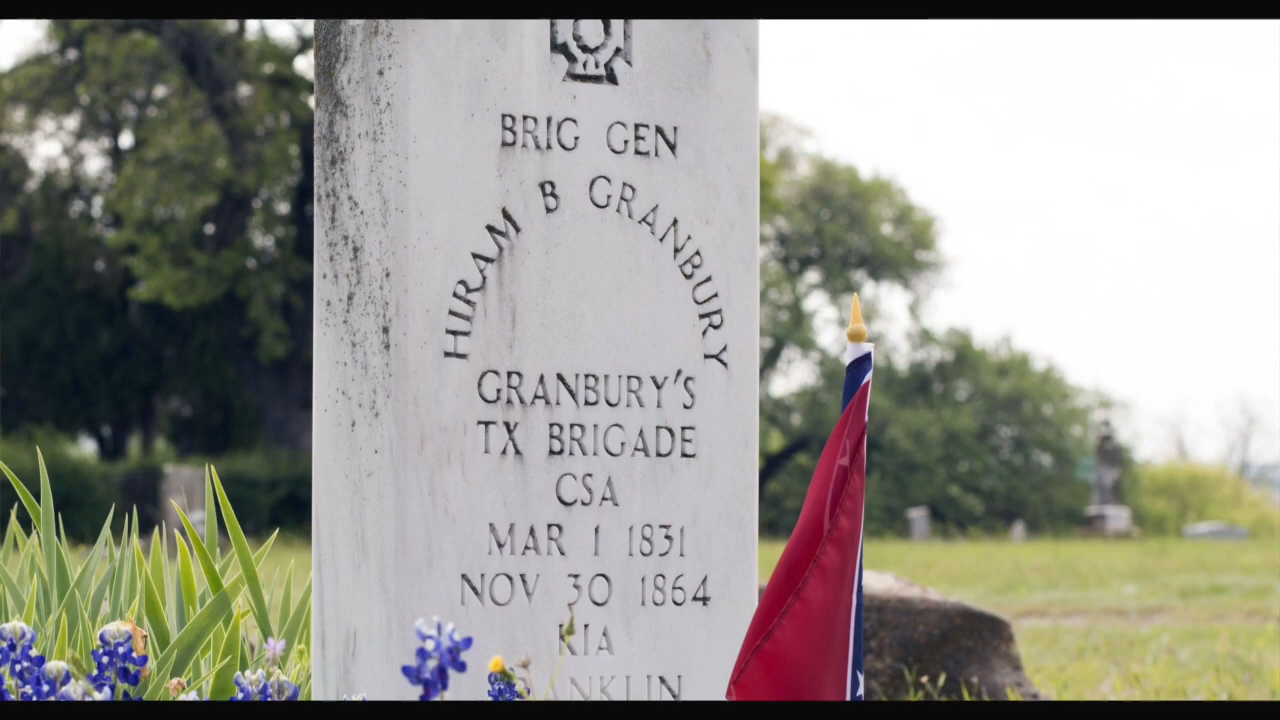 BRIG GEN
HIRAM B GRANBURY
GRANBURY'S
TX BRIGADE
CSA
MAR 1 1831
NOV 30 1864
KIA